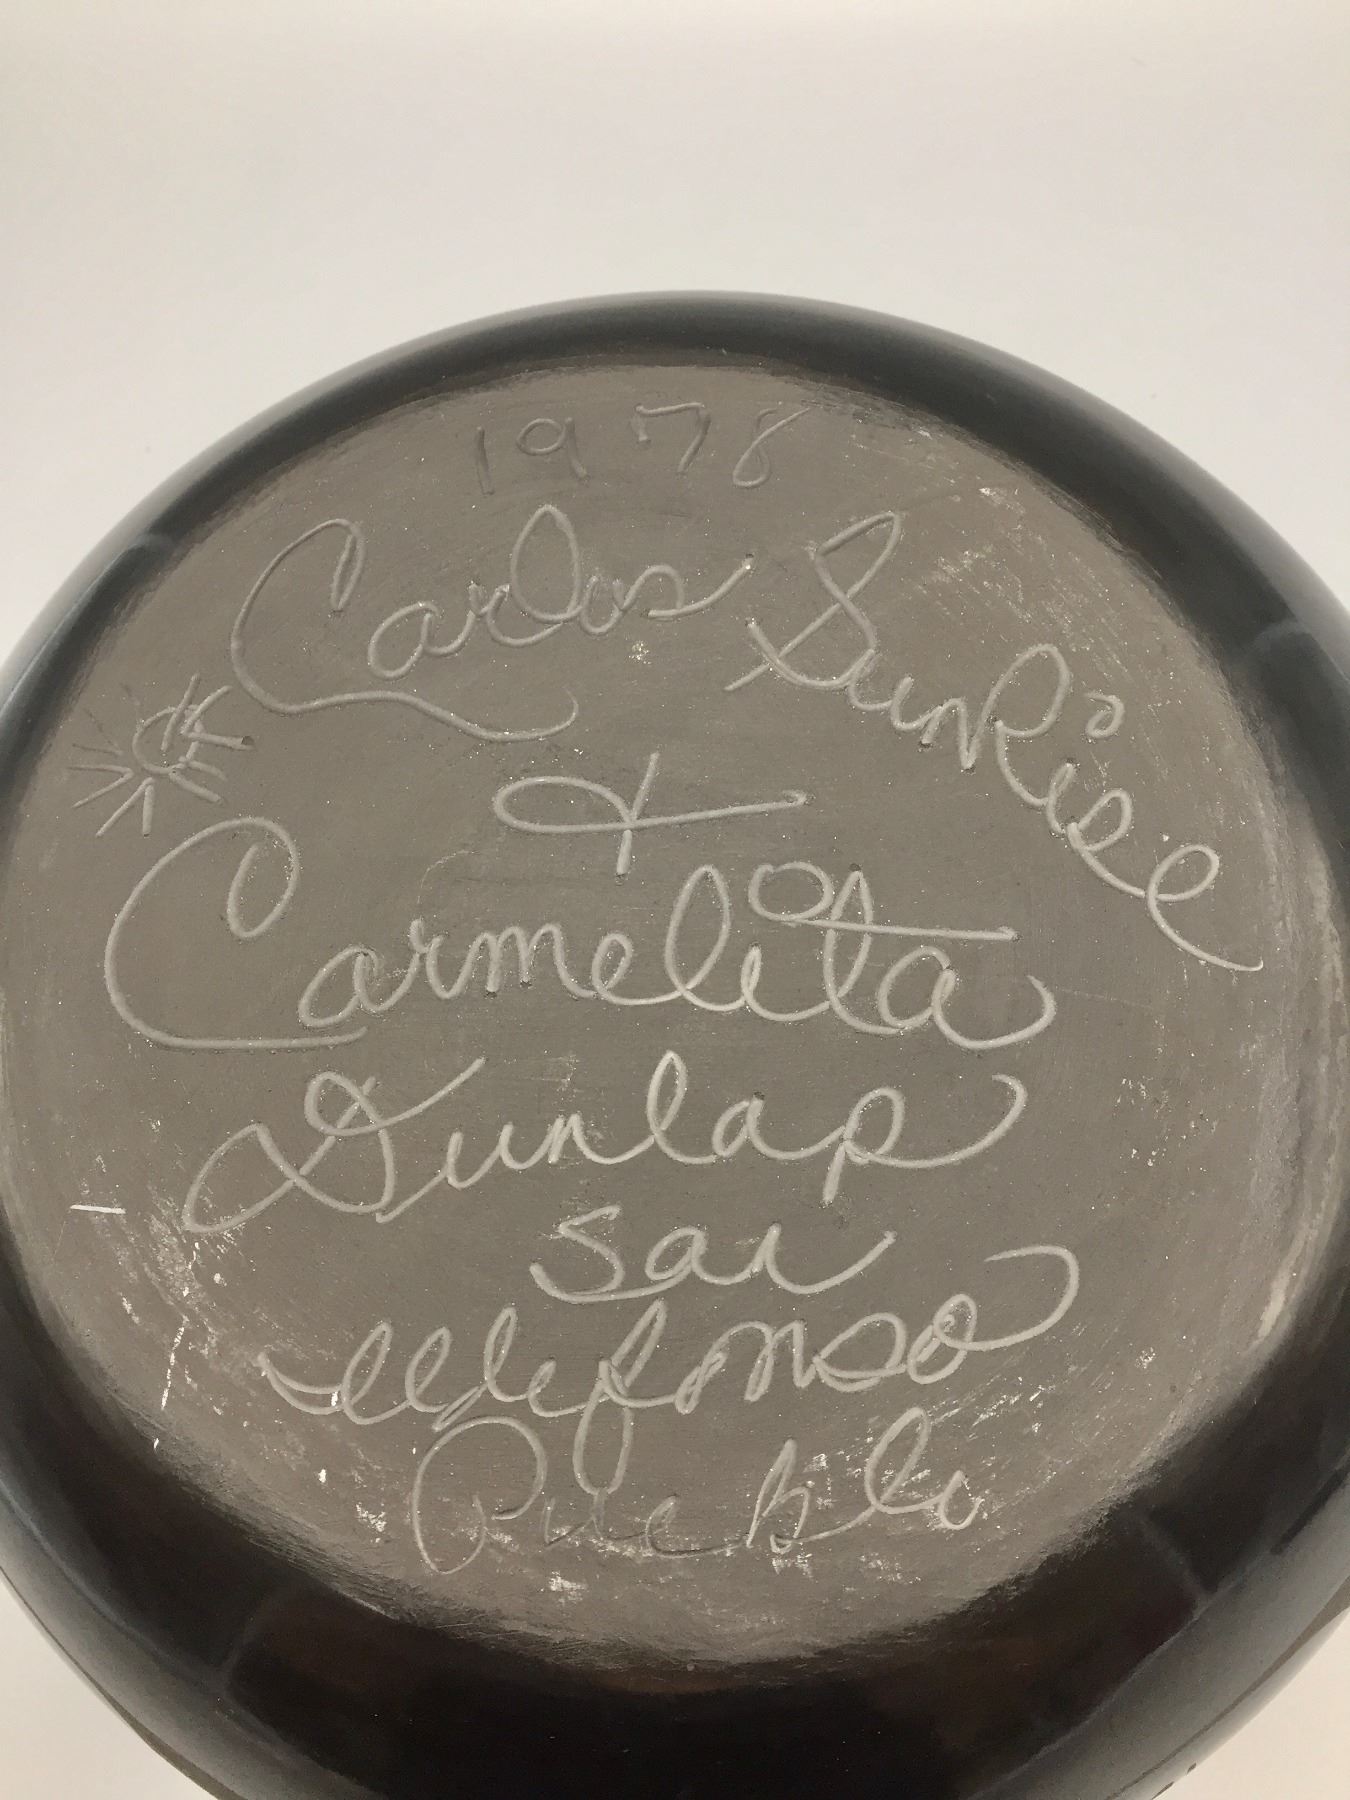 1978
Carlos SunRise
+
Carmelita
Dunlap
San
Ildefonso
Pueblo